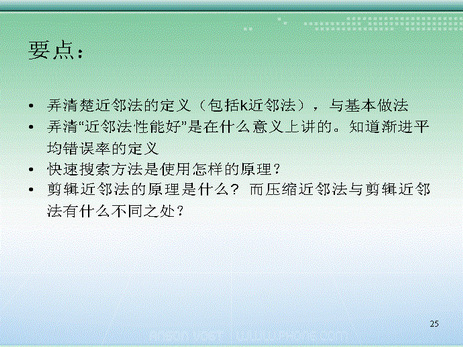 要点：
• 弄清楚近邻法的定义（包括k近邻法），与基本做法
• 弄清“近邻法性能好”是在什么意义上讲的。知道渐进平
均错误率的定义
• 快速搜索方法是使用怎样的原理？
• 剪辑近邻法的原理是什么？而压缩近邻法与剪辑近邻
法有什么不同之处？
25